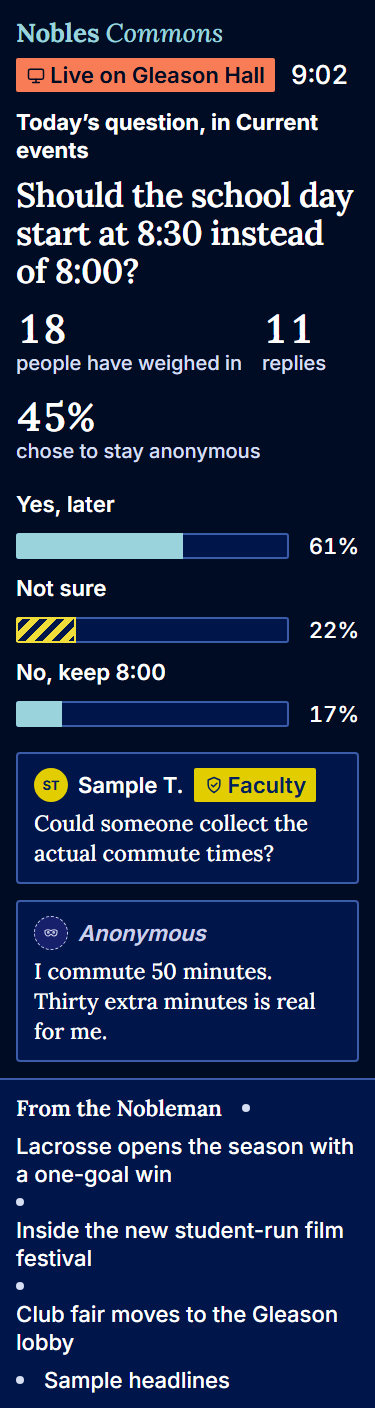 Nobles Commons
Live on Gleason Hall 9:02
Today's question, in Current
events
Should the school day
start at 8:30 instead
of 8:00?
18 11
people have weighed in replies
45%
chose to stay anonymous
Yes, later
61%
Not sure
22%
No, keep 8:00
17%
ST Sample T. Faculty
Could someone collect the
actual commute times?
Anonymous
I commute 50 minutes.
Thirty extra minutes is real
for me.
From the Nobleman •
Lacrosse opens the season with
a one-goal win
•
Inside the new student-run film
festival
•
Club fair moves to the Gleason
lobby
• Sample headlines